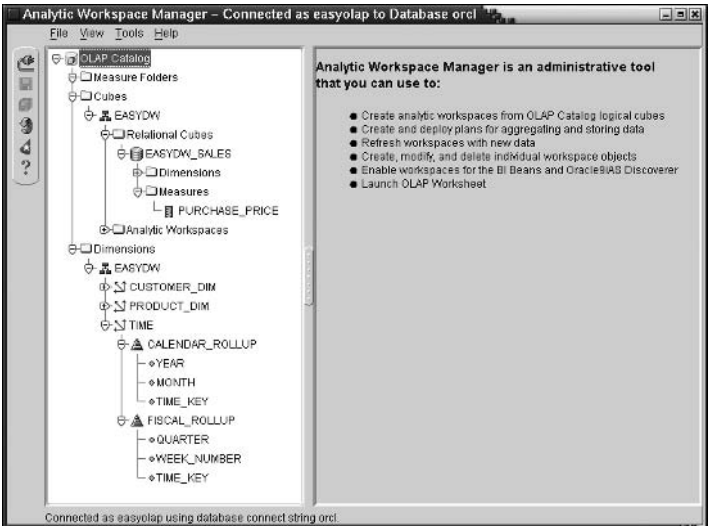 Analytic Workspace Manager – Connected as easyolap to Database orcl
File View Tools Help
OLAP Catalog
Measure Folders
Cubes
EASYDW
Relational Cubes
EASYDW_SALES
Dimensions
Measures
PURCHASE_PRICE
Analytic Workspaces
Dimensions
EASYDW
CUSTOMER_DIM
PRODUCT_DIM
TIME
CALENDAR_ROLLUP
YEAR
MONTH
TIME_KEY
FISCAL_ROLLUP
QUARTER
WEEK_NUMBER
TIME_KEY
Analytic Workspace Manager is an administrative tool
that you can use to:
Create analytic workspaces from OLAP Catalog logical cubes
Create and deploy plans for aggregating and storing data
Refresh workspaces with new data
Create, modify, and delete individual workspace objects
Enable workspaces for the BI Beans and Oracle9iAS Discoverer
Launch OLAP Worksheet
Connected as easyolap using database connect string orcl.